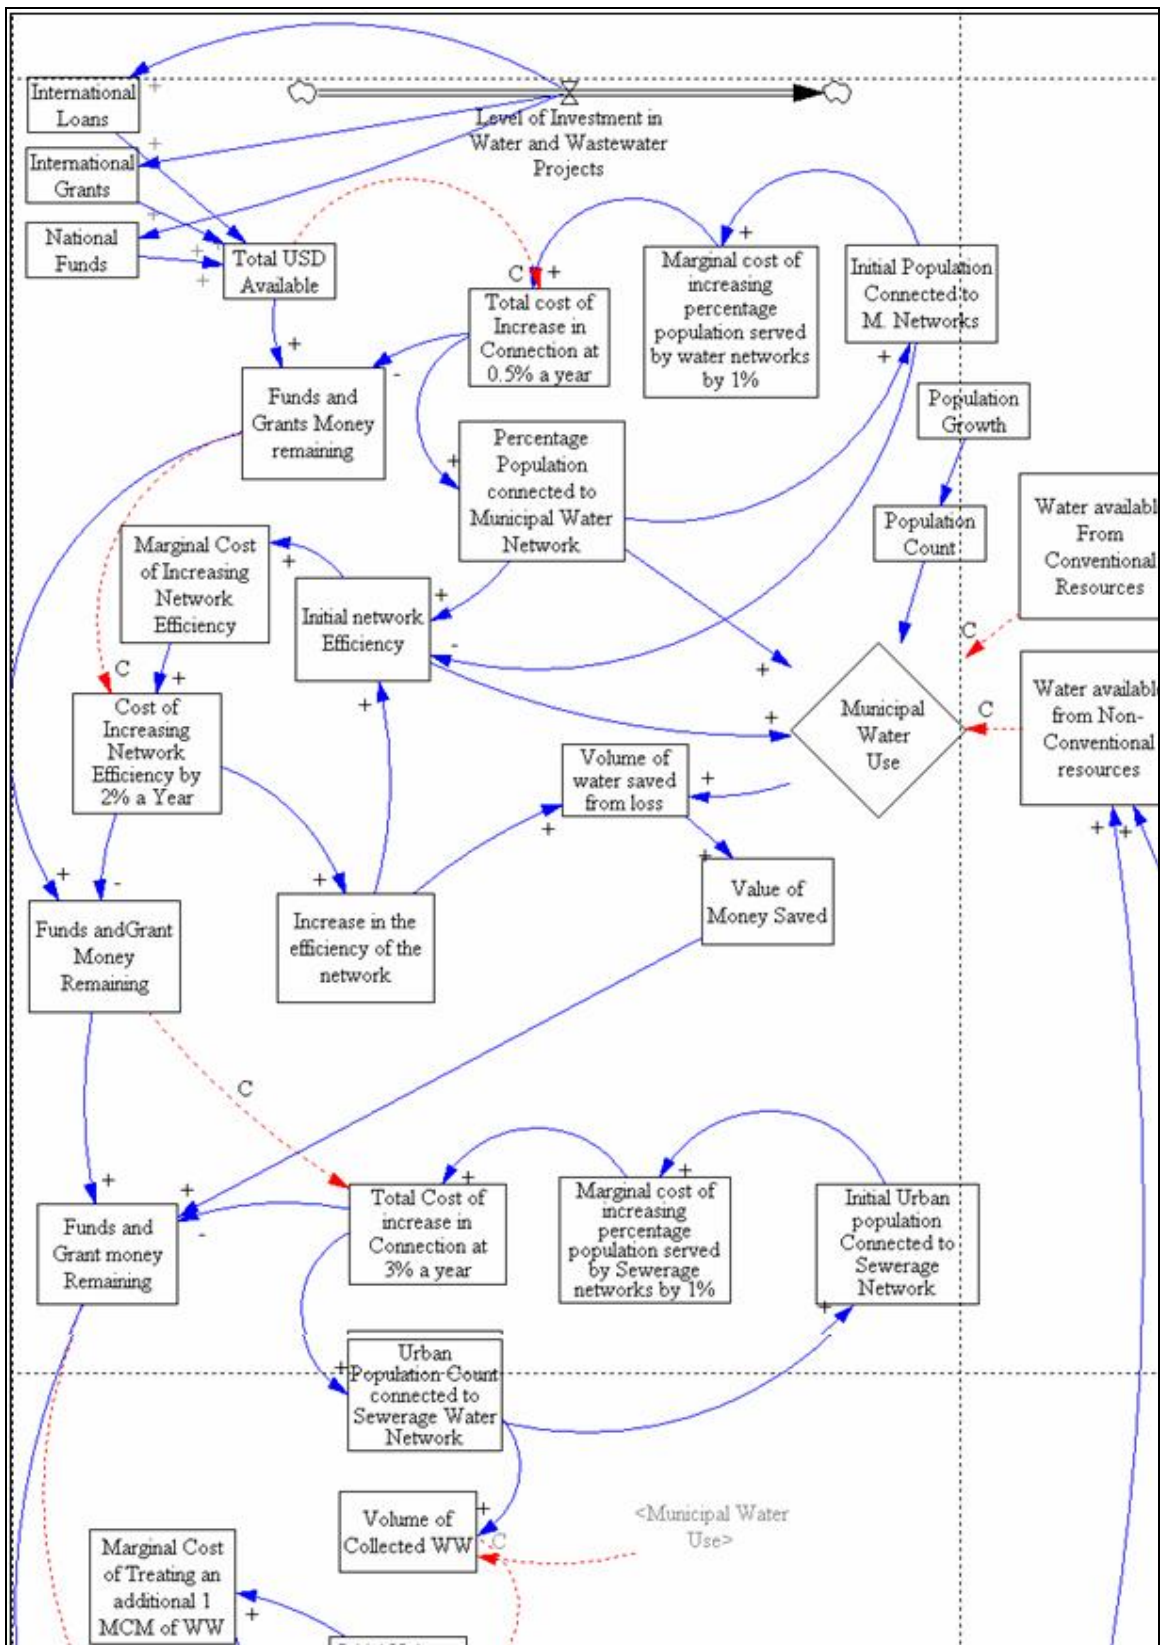 International
Loans
+
Level of Investment in
Water and Wastewater
Projects
International
Grants
+
National
Funds
+
+
+
Total USD
Available
+
C
+
Total cost of
Increase in
Connection at
0.5% a year
+
Marginal cost of
increasing
percentage
population served
by water networks
by 1%
Initial Population
Connected to
M. Networks
+
-
Funds and
Grants Money
remaining
+
Percentage
Population
connected to
Municipal Water
Network
Population
Growth
Population
Count
Water availabl
From
Conventional
Resources
C
Marginal Cost
of Increasing
Network
Efficiency
+
Initial network
Efficiency
+
-
+
C
+
Cost of
Increasing
Network
Efficiency by
2% a Year
+
+
Municipal
Water
Use
C
Water available
from Non-
Conventional
resources
+
+
Volume of
water saved
from loss
+
+
+
Value of
Money Saved
+
-
+
Funds andGrant
Money
Remaining
Increase in the
efficiency of the
network
C
+
+
-
Funds and
Grant money
Remaining
+
Total Cost of
increase in
Connection at
3% a year
+
Marginal cost of
increasing
percentage
population served
by Sewerage
networks by 1%
Initial Urban
population
Connected to
Sewerage
Network
+
+
Urban
Population Count
connected to
Sewerage Water
Network
+
Volume of
Collected WW
C
<Municipal Water
Use>
Marginal Cost
of Treating an
additional 1
MCM of WW
+